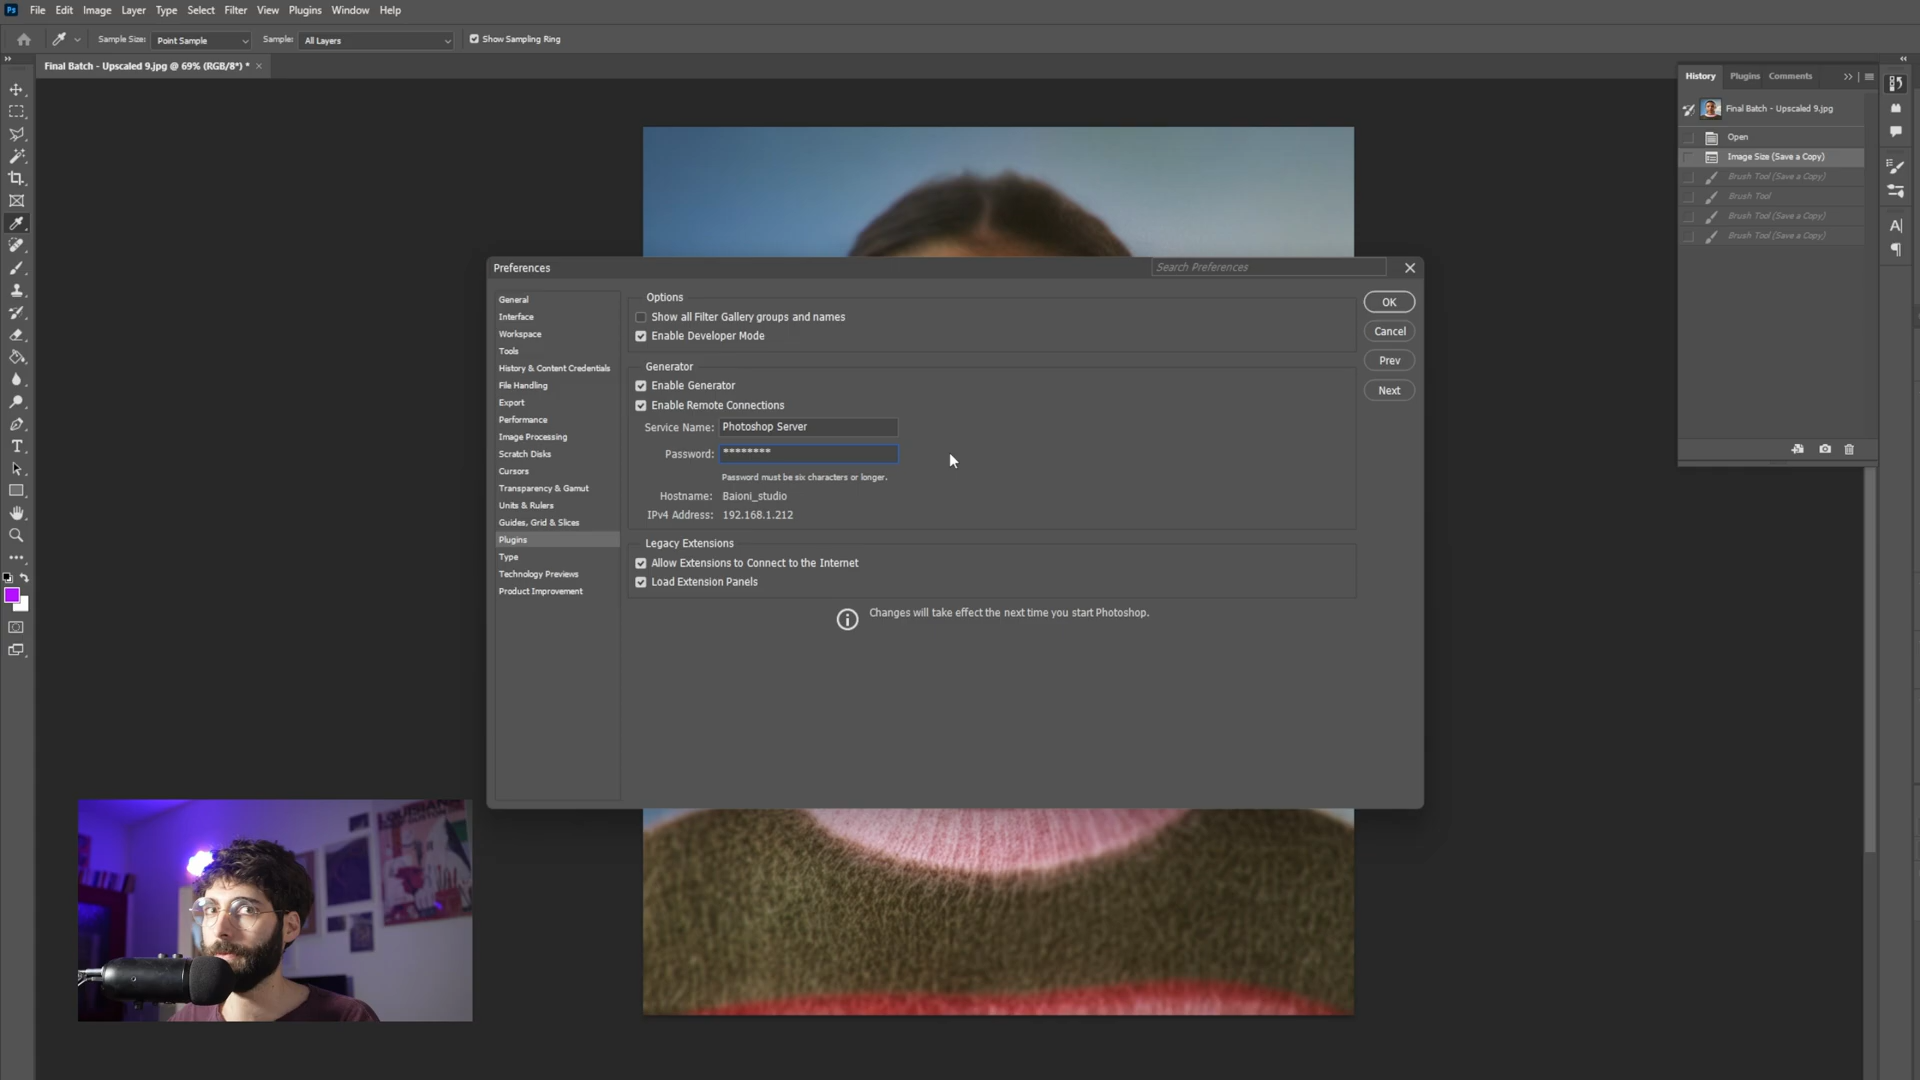 Ps File Edit Image Layer Type Select Filter View Plugins Window Help
Sample Size: Point Sample Sample: All Layers Show Sampling Ring
Final Batch - Upscaled 9.jpg @ 69% (RGB/8*) * ×
History Plugins Comments
Final Batch - Upscaled 9.jpg
Open
Image Size (Save a Copy)
Brush Tool (Save a Copy)
Brush Tool
Brush Tool (Save a Copy)
Brush Tool (Save a Copy)
Preferences
Search Preferences
General
Interface
Workspace
Tools
History & Content Credentials
File Handling
Export
Performance
Image Processing
Scratch Disks
Cursors
Transparency & Gamut
Units & Rulers
Guides, Grid & Slices
Plugins
Type
Technology Previews
Product Improvement
Options
Show all Filter Gallery groups and names
Enable Developer Mode
Generator
Enable Generator
Enable Remote Connections
Service Name: Photoshop Server
Password: ********
Password must be six characters or longer.
Hostname: Baioni_studio
IPv4 Address: 192.168.1.212
Legacy Extensions
Allow Extensions to Connect to the Internet
Load Extension Panels
Changes will take effect the next time you start Photoshop.
OK
Cancel
Prev
Next